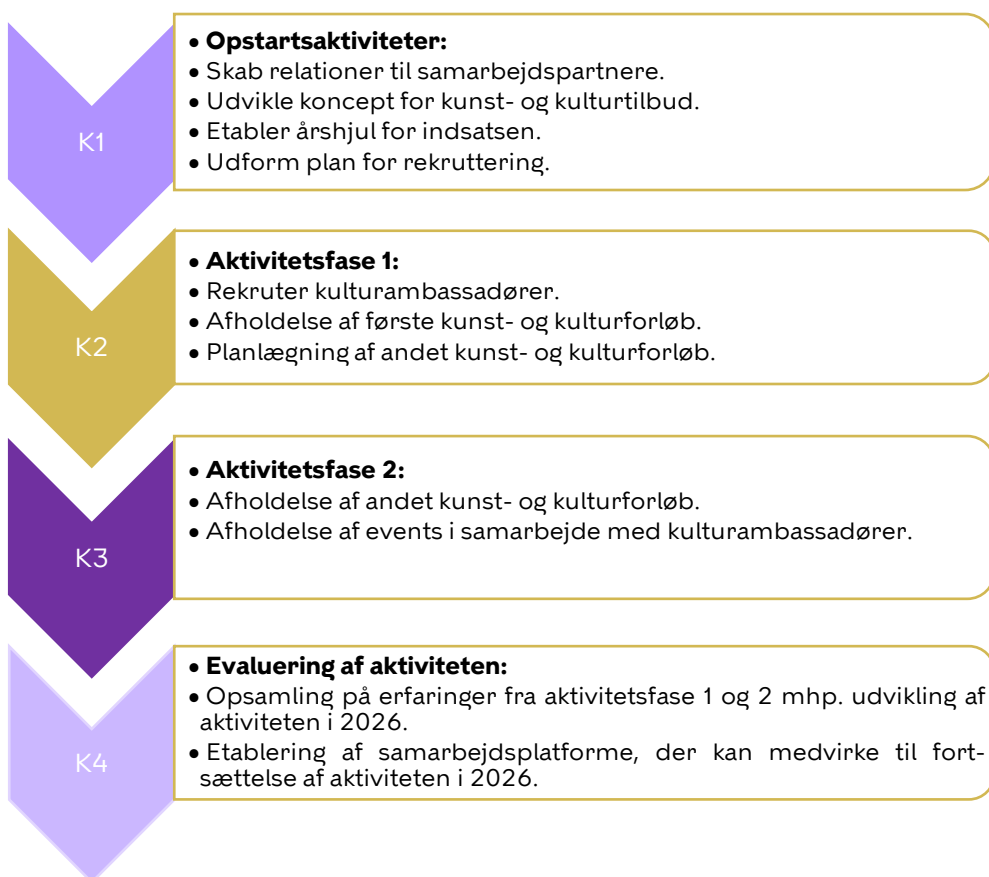 K1
• Opstartsaktiviteter:
• Skab relationer til samarbejdspartnere.
• Udvikle koncept for kunst- og kulturtilbud.
• Etabler årshjul for indsatsen.
• Udform plan for rekruttering.
K2
• Aktivitetsfase 1:
• Rekruter kulturambassadører.
• Afholdelse af første kunst- og kulturforløb.
• Planlægning af andet kunst- og kulturforløb.
K3
• Aktivitetsfase 2:
• Afholdelse af andet kunst- og kulturforløb.
• Afholdelse af events i samarbejde med kulturambassadører.
K4
• Evaluering af aktiviteten:
• Opsamling på erfaringer fra aktivitetsfase 1 og 2 mhp. udvikling af
aktiviteten i 2026.
• Etablering af samarbejdsplatforme, der kan medvirke til fort-
sættelse af aktiviteten i 2026.